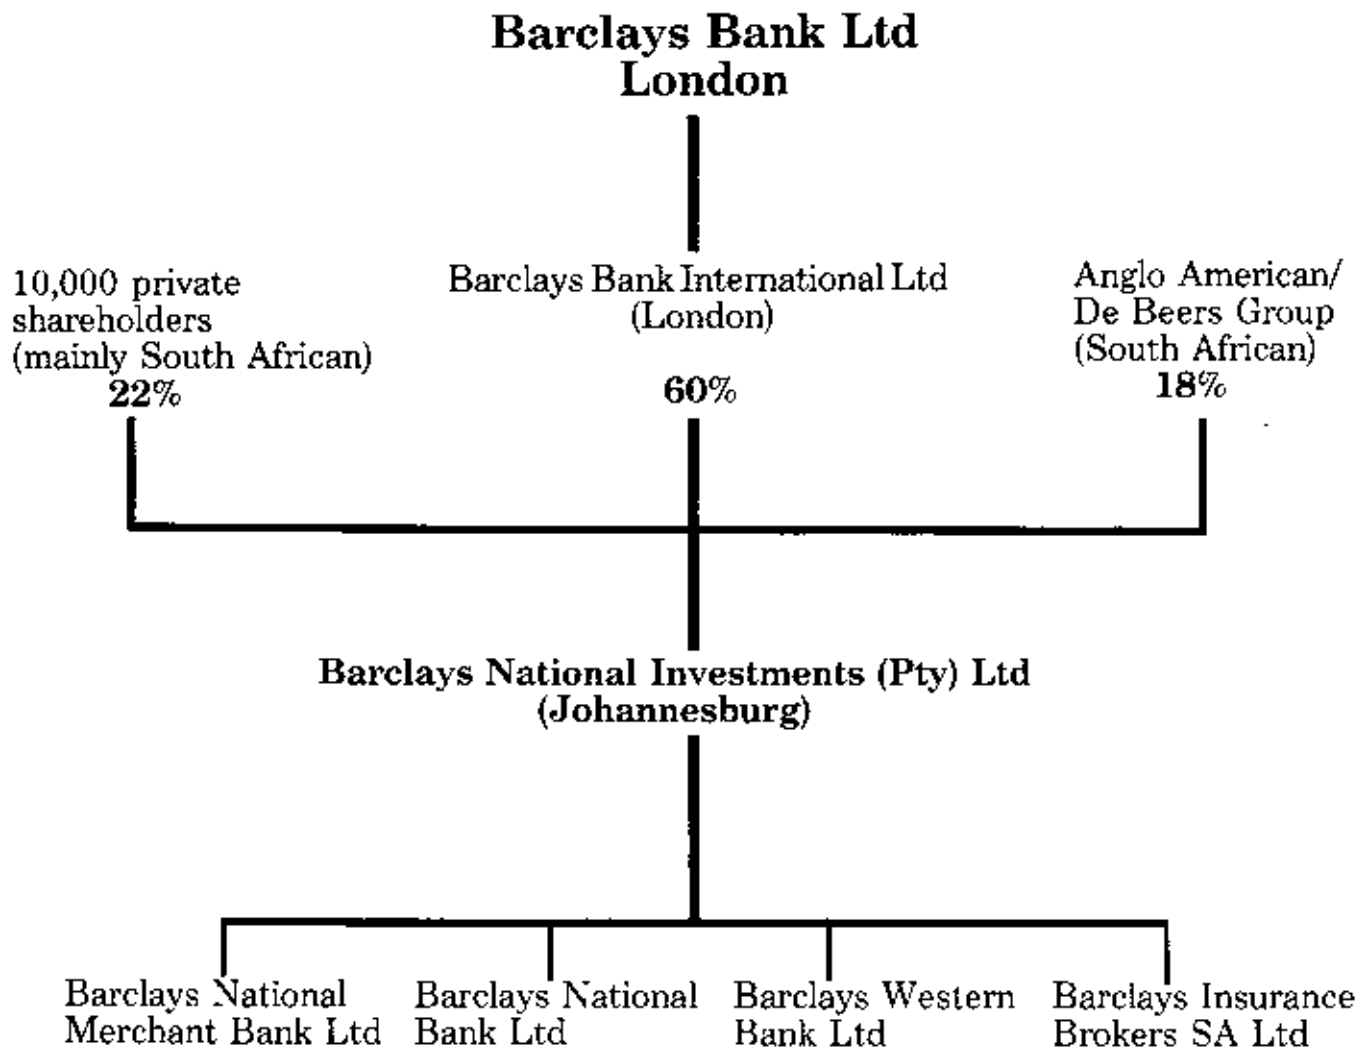 Barclays Bank Ltd
London
10,000 private
shareholders
(mainly South African)
22%
Barclays Bank International Ltd
(London)
60%
Anglo American/
De Beers Group
(South African)
18%
Barclays National Investments (Pty) Ltd
(Johannesburg)
Barclays National
Merchant Bank Ltd
Barclays National
Bank Ltd
Barclays Western
Bank Ltd
Barclays Insurance
Brokers SA Ltd